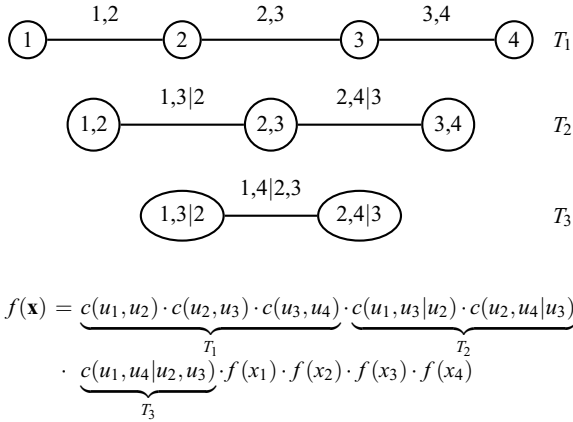 1,2 2,3 3,4
1 2 3 4 T₁
1,3|2 2,4|3
1,2 2,3 3,4 T₂
1,4|2,3
1,3|2 2,4|3 T₃
f(𝐱) = c(u₁,u₂)·c(u₂,u₃)·c(u₃,u₄)·c(u₁,u₃|u₂)·c(u₂,u₄|u₃)
T₁ T₂
· c(u₁,u₄|u₂,u₃)·f(x₁)·f(x₂)·f(x₃)·f(x₄)
T₃